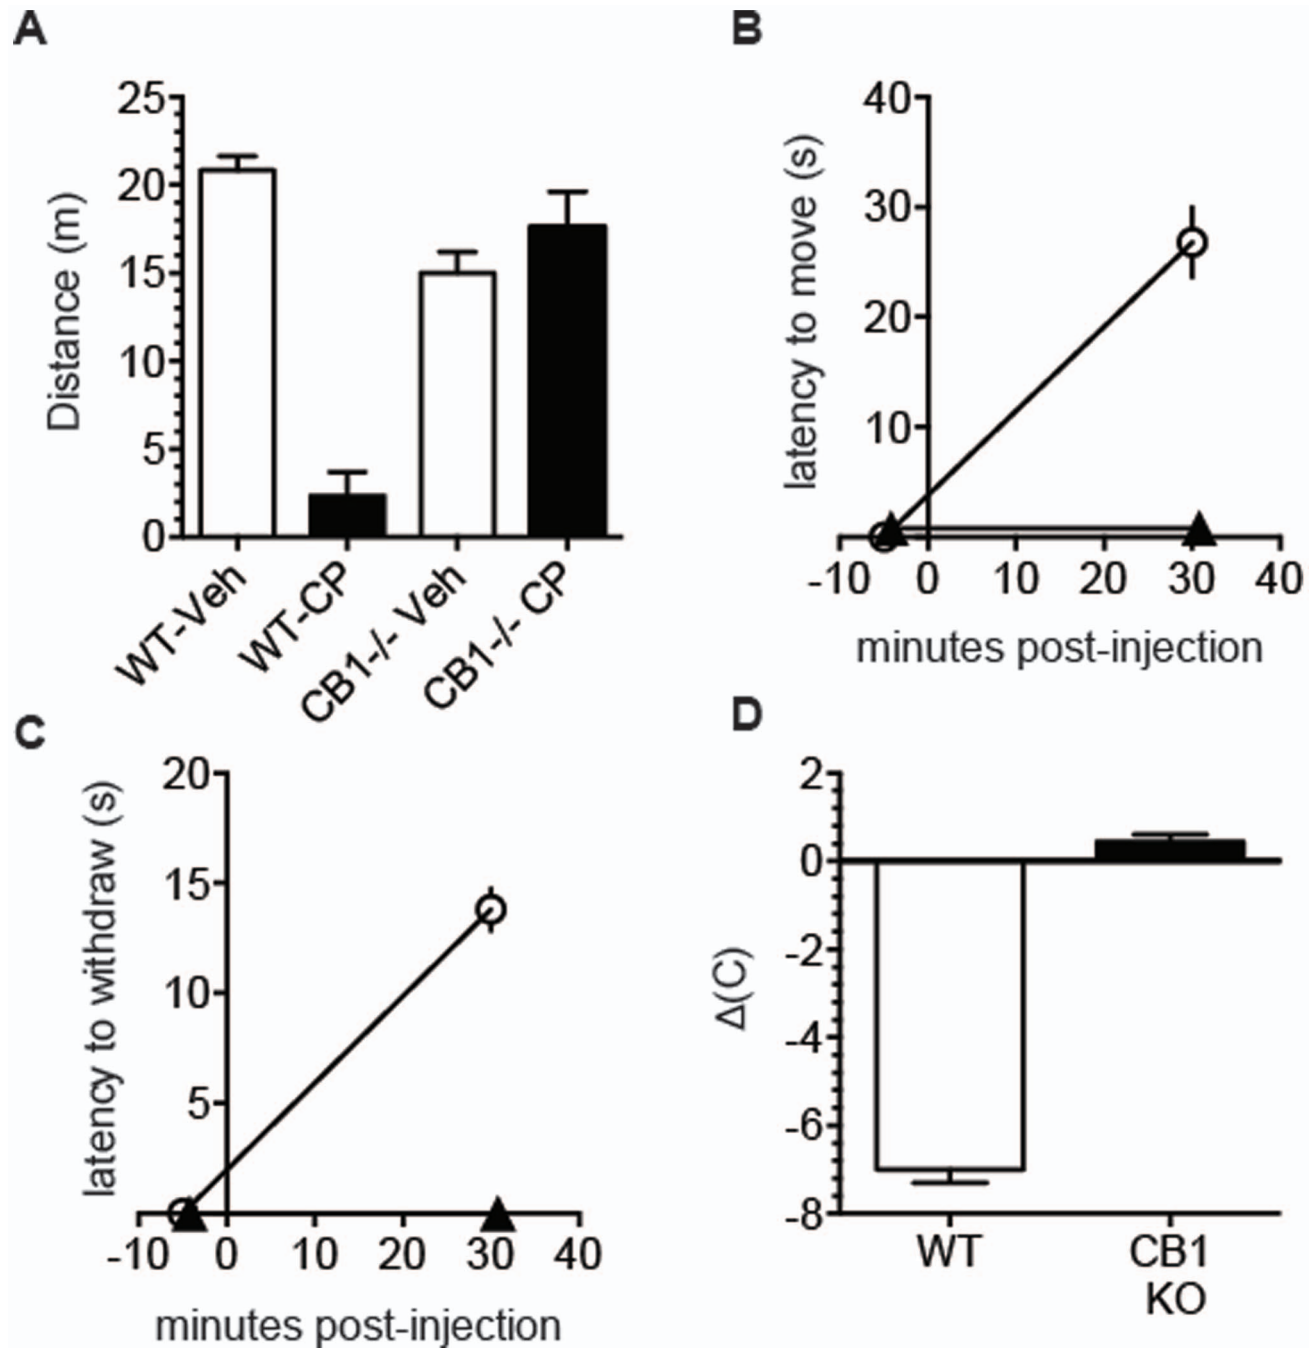 A
25
20
15
10
5
0
Distance (m)
WT-Veh
WT-CP
CB1-/- Veh
CB1-/- CP
B
40
30
20
10
latency to move (s)
-10 0 10 20 30 40
minutes post-injection
C
20
15
10
5
latency to withdraw (s)
-10 0 10 20 30 40
minutes post-injection
D
2
0
-2
-4
-6
-8
Δ(C)
WT
CB1
KO